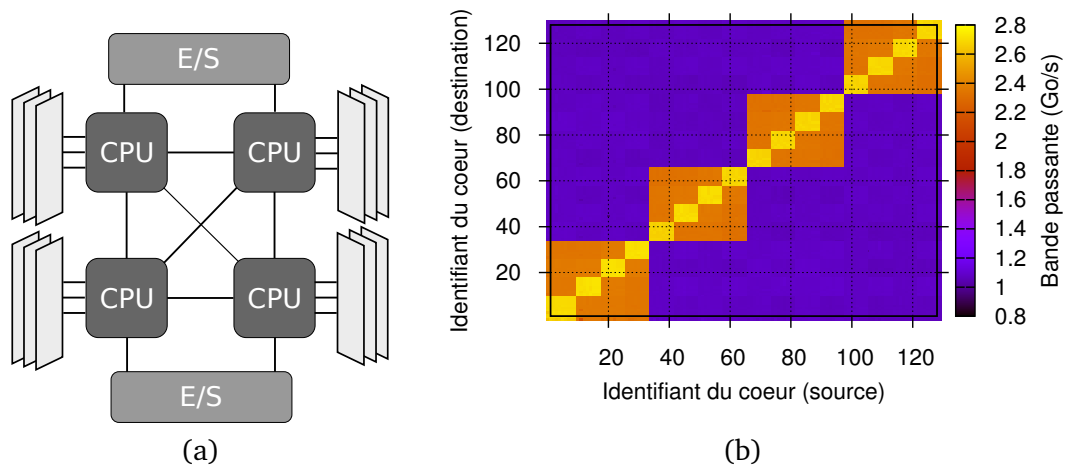 E/S
CPU
CPU
CPU
CPU
E/S
(a)
Identifiant du coeur (destination)
120
100
80
60
40
20
20
40
60
80
100
120
Identifiant du coeur (source)
2.8
2.6
2.4
2.2
2
1.8
1.6
1.4
1.2
1
0.8
Bande passante (Go/s)
(b)